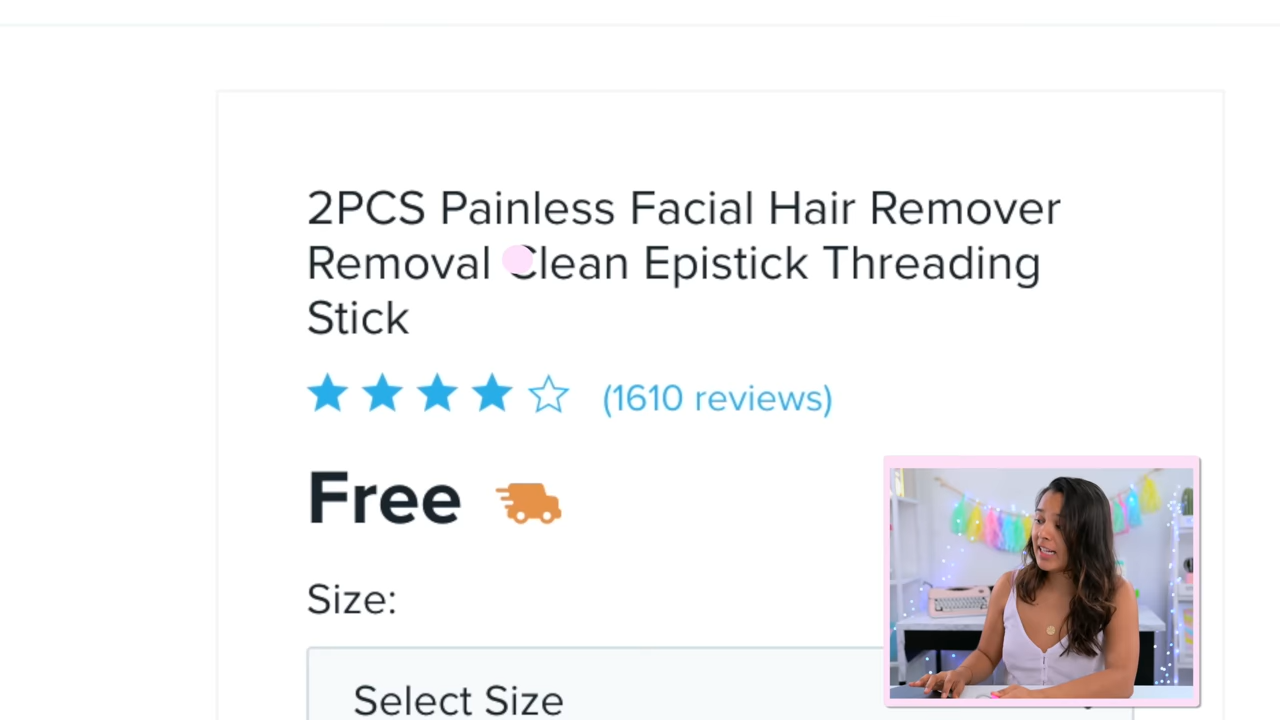 2PCS Painless Facial Hair Remover
Removal Clean Epistick Threading
Stick
(1610 reviews)
Free
Size:
Select Size